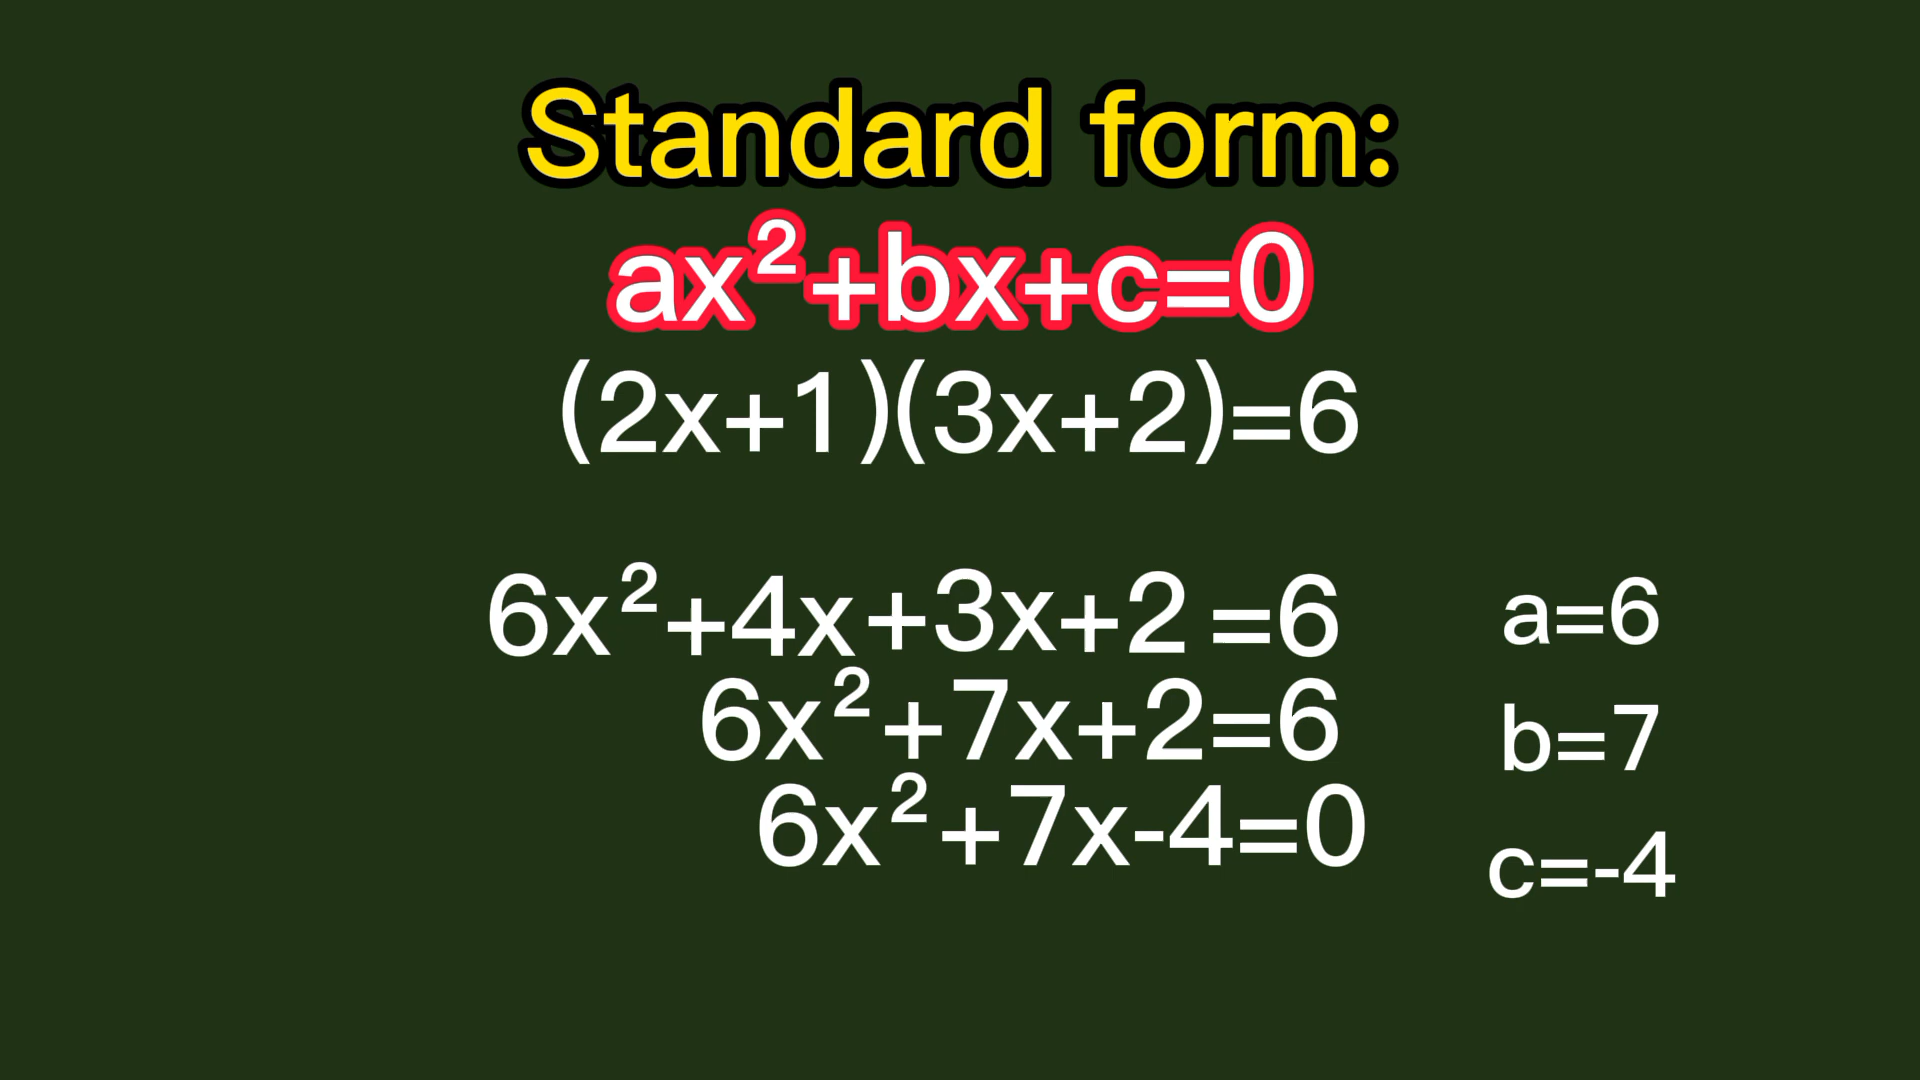 Standard form:
ax²+bx+c=0
(2x+1)(3x+2)=6
6x²+4x+3x+2=6
a=6
6x²+7x+2=6
b=7
6x²+7x-4=0
c=-4